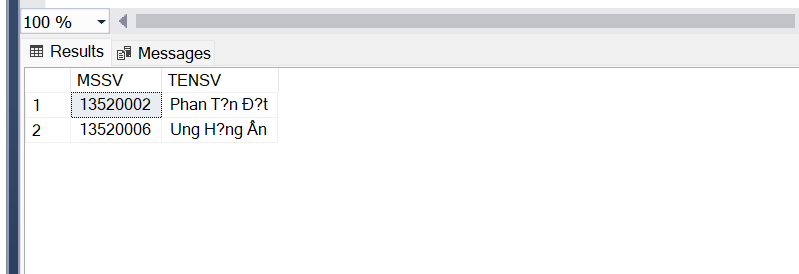 100 %
Results Messages
MSSV TENSV
1 13520002 Phan T?n Đ?t
2 13520006 Ung H?ng Ân